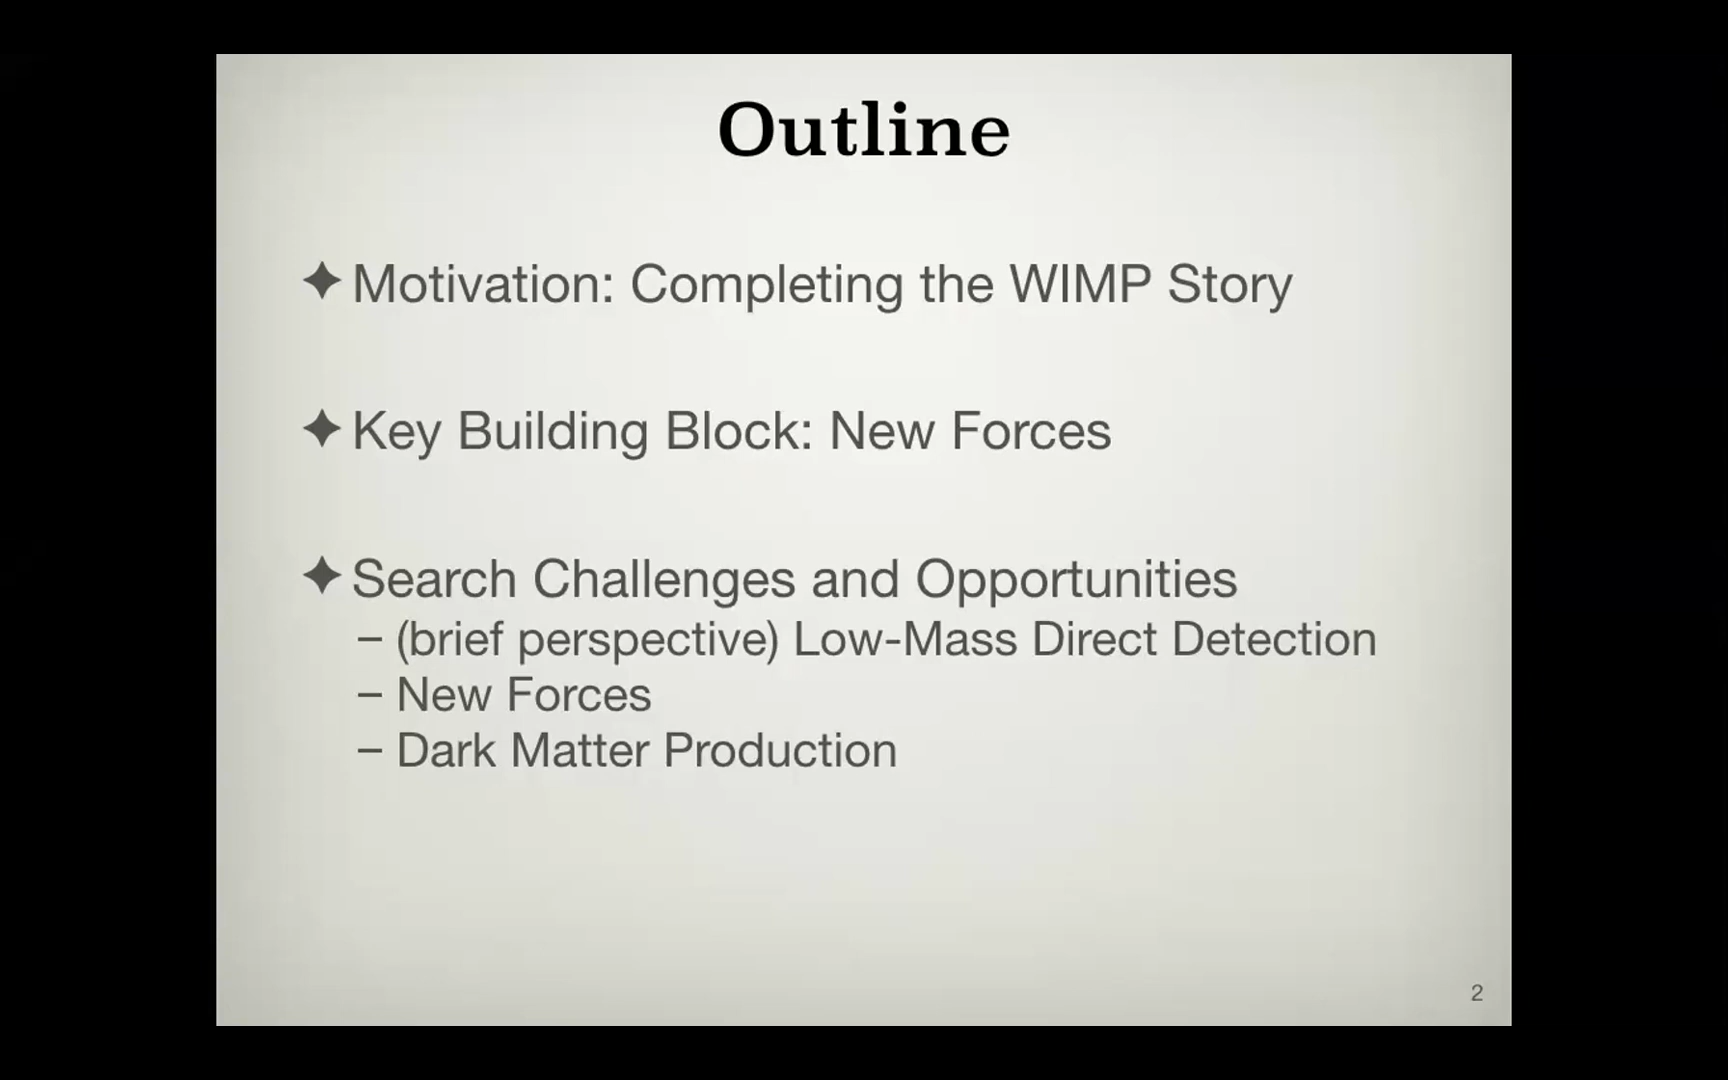 Outline
✦ Motivation: Completing the WIMP Story
✦ Key Building Block: New Forces
✦ Search Challenges and Opportunities
– (brief perspective) Low-Mass Direct Detection
– New Forces
– Dark Matter Production
2